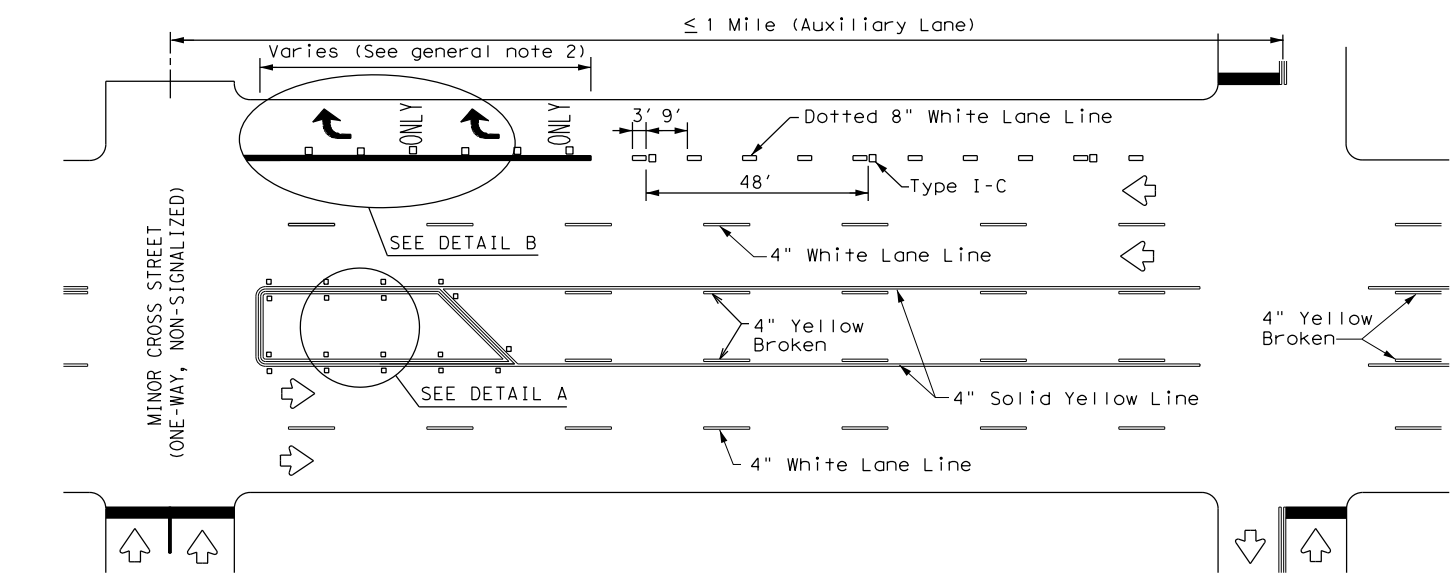 ≤ 1 Mile (Auxiliary Lane)
Varies (See general note 2)
ONLY
ONLY
3' 9'
Dotted 8" White Lane Line
48'
Type I-C
SEE DETAIL B
4" White Lane Line
MINOR CROSS STREET
(ONE-WAY, NON-SIGNALIZED)
4" Yellow
Broken
4" Yellow
Broken
SEE DETAIL A
4" Solid Yellow Line
4" White Lane Line